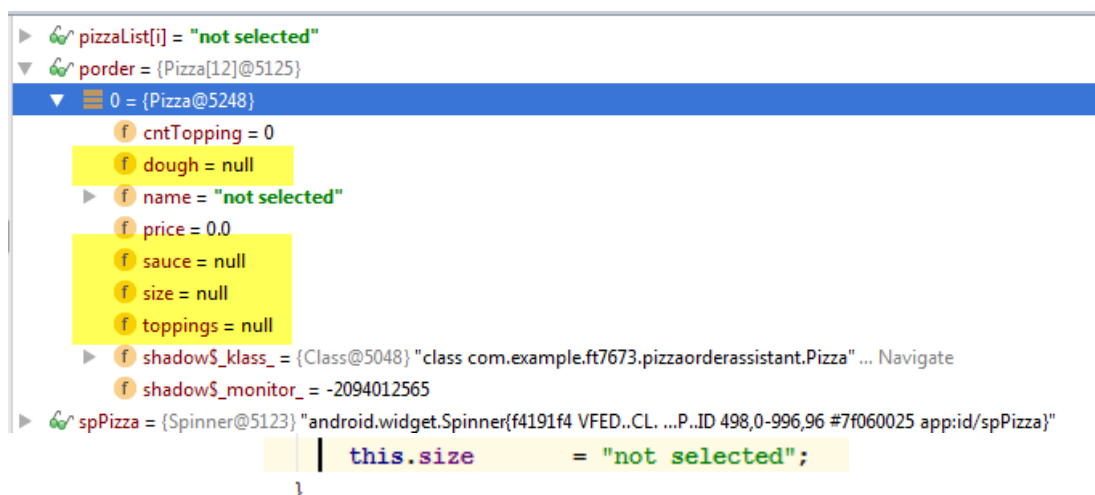 pizzaList[i] = "not selected"
porder = {Pizza[12]@5125}
0 = {Pizza@5248}
f cntTopping = 0
f dough = null
f name = "not selected"
f price = 0.0
f sauce = null
f size = null
f toppings = null
f shadow$_klass_ = {Class@5048} "class com.example.ft7673.pizzaorderassistant.Pizza" ... Navigate
f shadow$_monitor_ = -2094012565
spPizza = {Spinner@5123} "android.widget.Spinner{f4191f4 VFED..CL. ...P..ID 498,0-996,96 #7f060025 app:id/spPizza}"
this.size = "not selected";
}